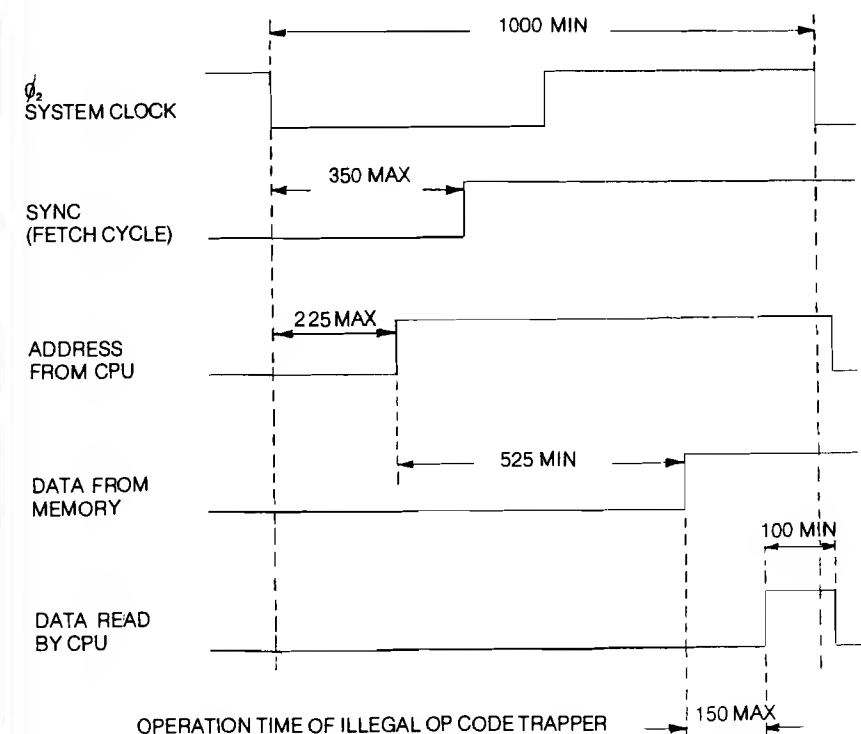 1000 MIN
ϕ₂
SYSTEM CLOCK
350 MAX
SYNC
(FETCH CYCLE)
225 MAX
ADDRESS
FROM CPU
525 MIN
DATA FROM
MEMORY
100 MIN
DATA READ
BY CPU
OPERATION TIME OF ILLEGAL OP CODE TRAPPER
150 MAX